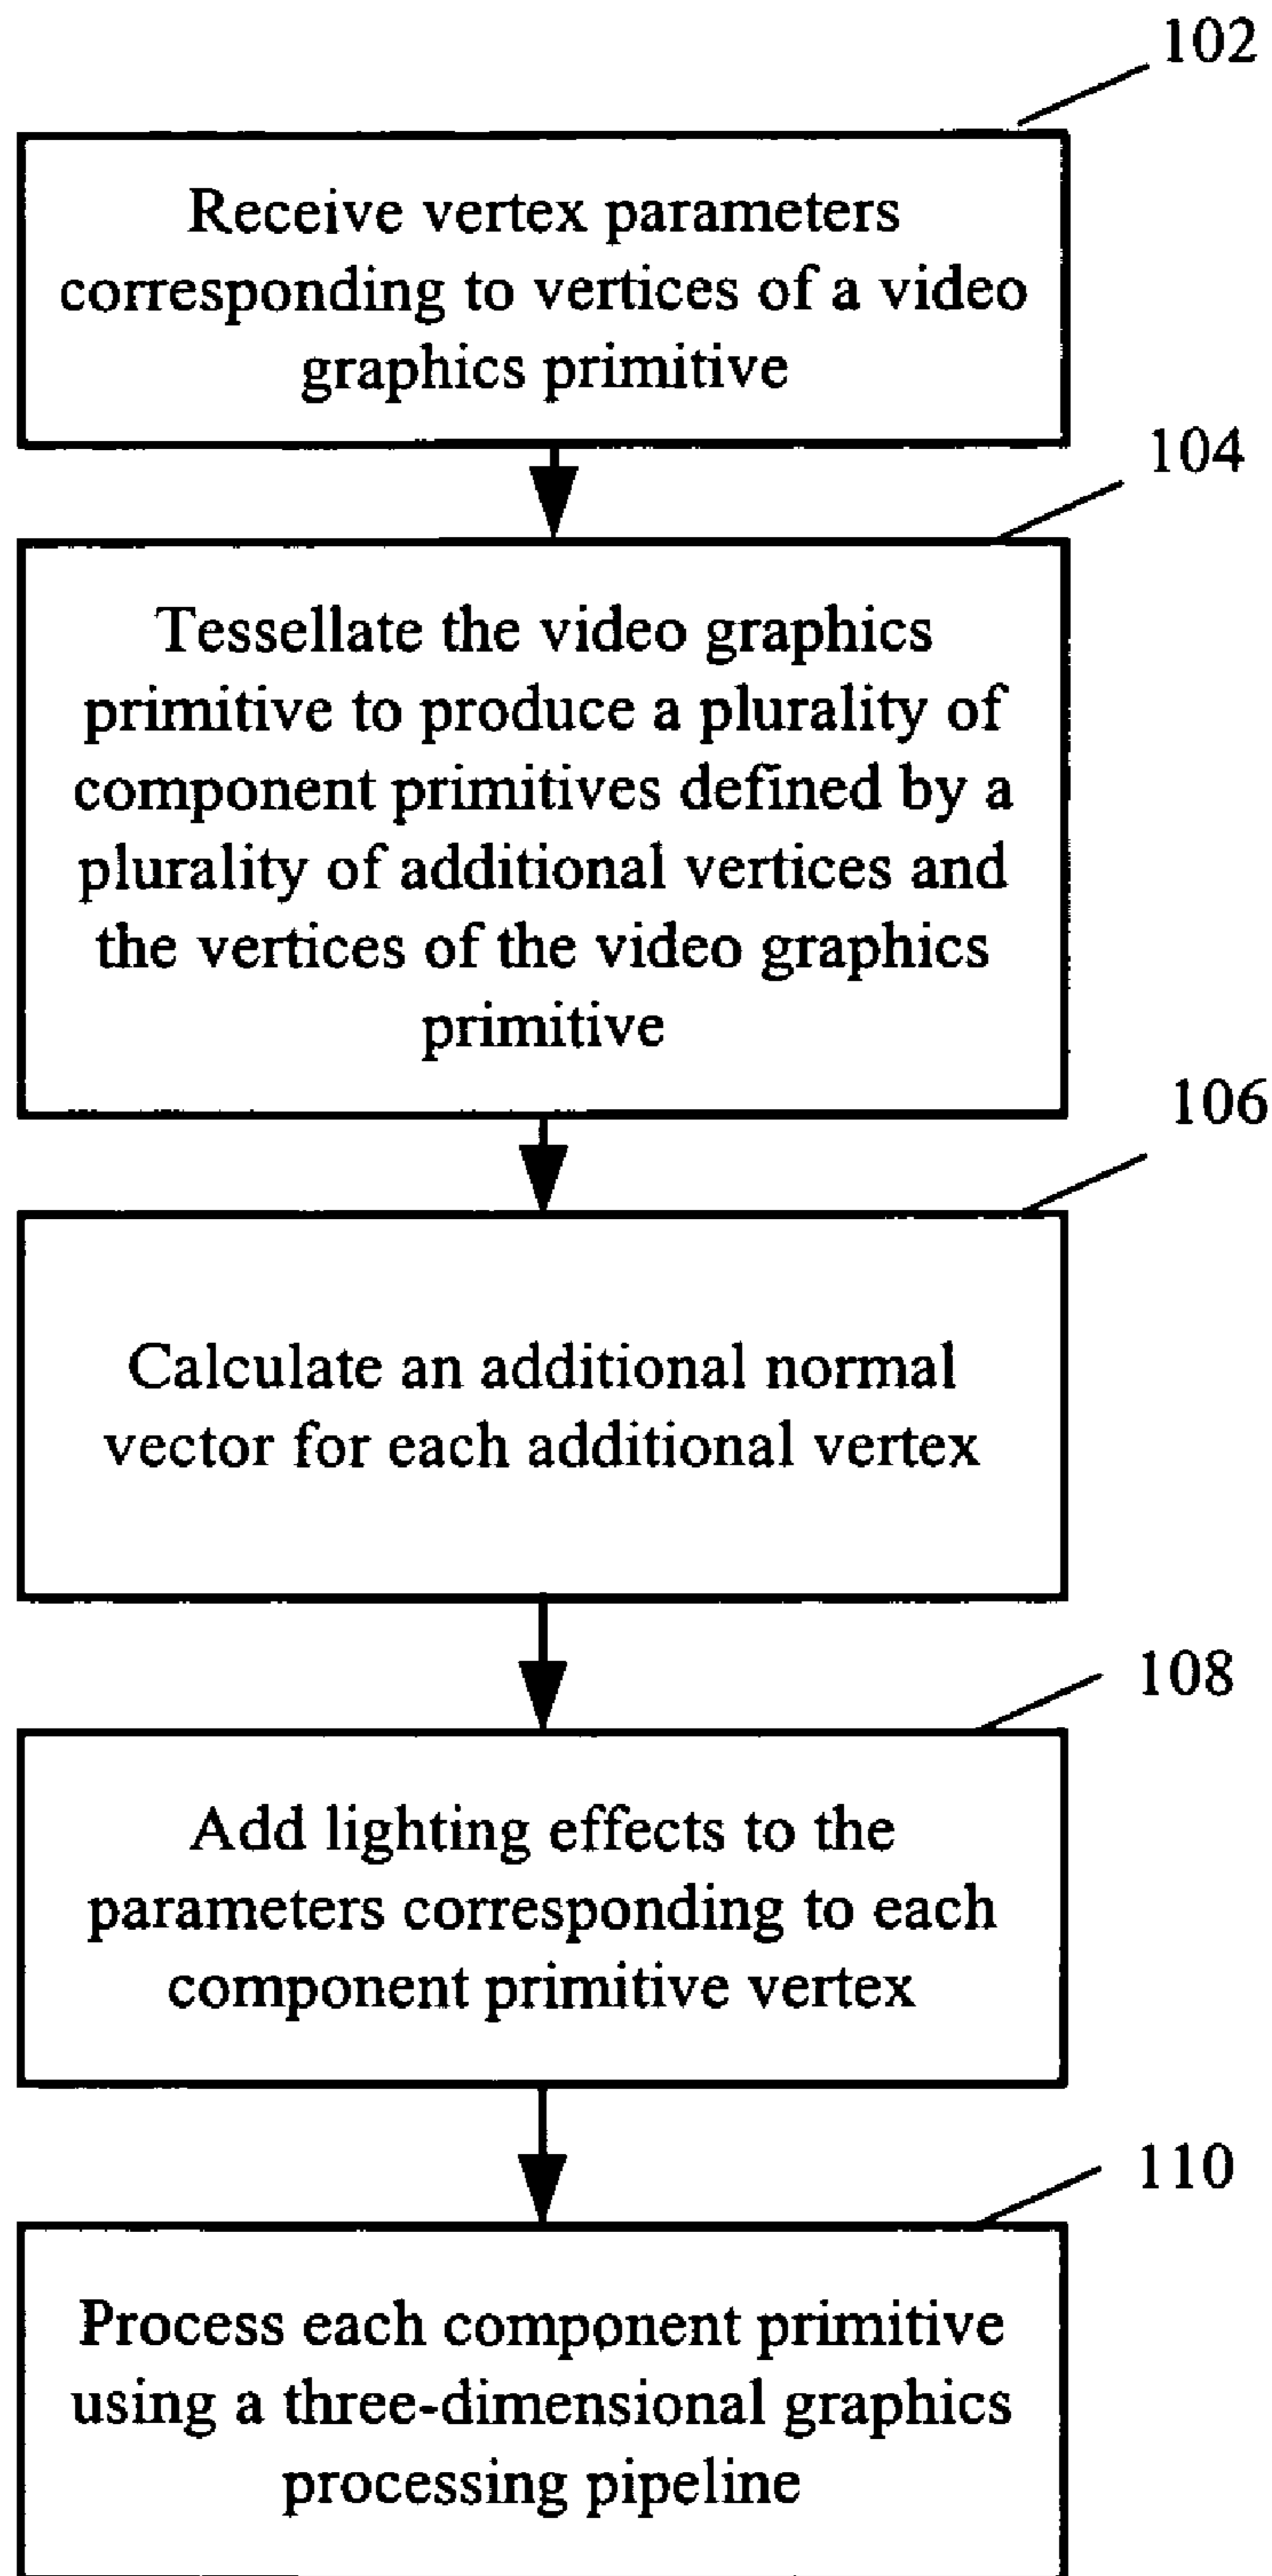 102
Receive vertex parameters
corresponding to vertices of a video
graphics primitive
104
Tessellate the video graphics
primitive to produce a plurality of
component primitives defined by a
plurality of additional vertices and
the vertices of the video graphics
primitive
106
Calculate an additional normal
vector for each additional vertex
108
Add lighting effects to the
parameters corresponding to each
component primitive vertex
110
Process each component primitive
using a three-dimensional graphics
processing pipeline